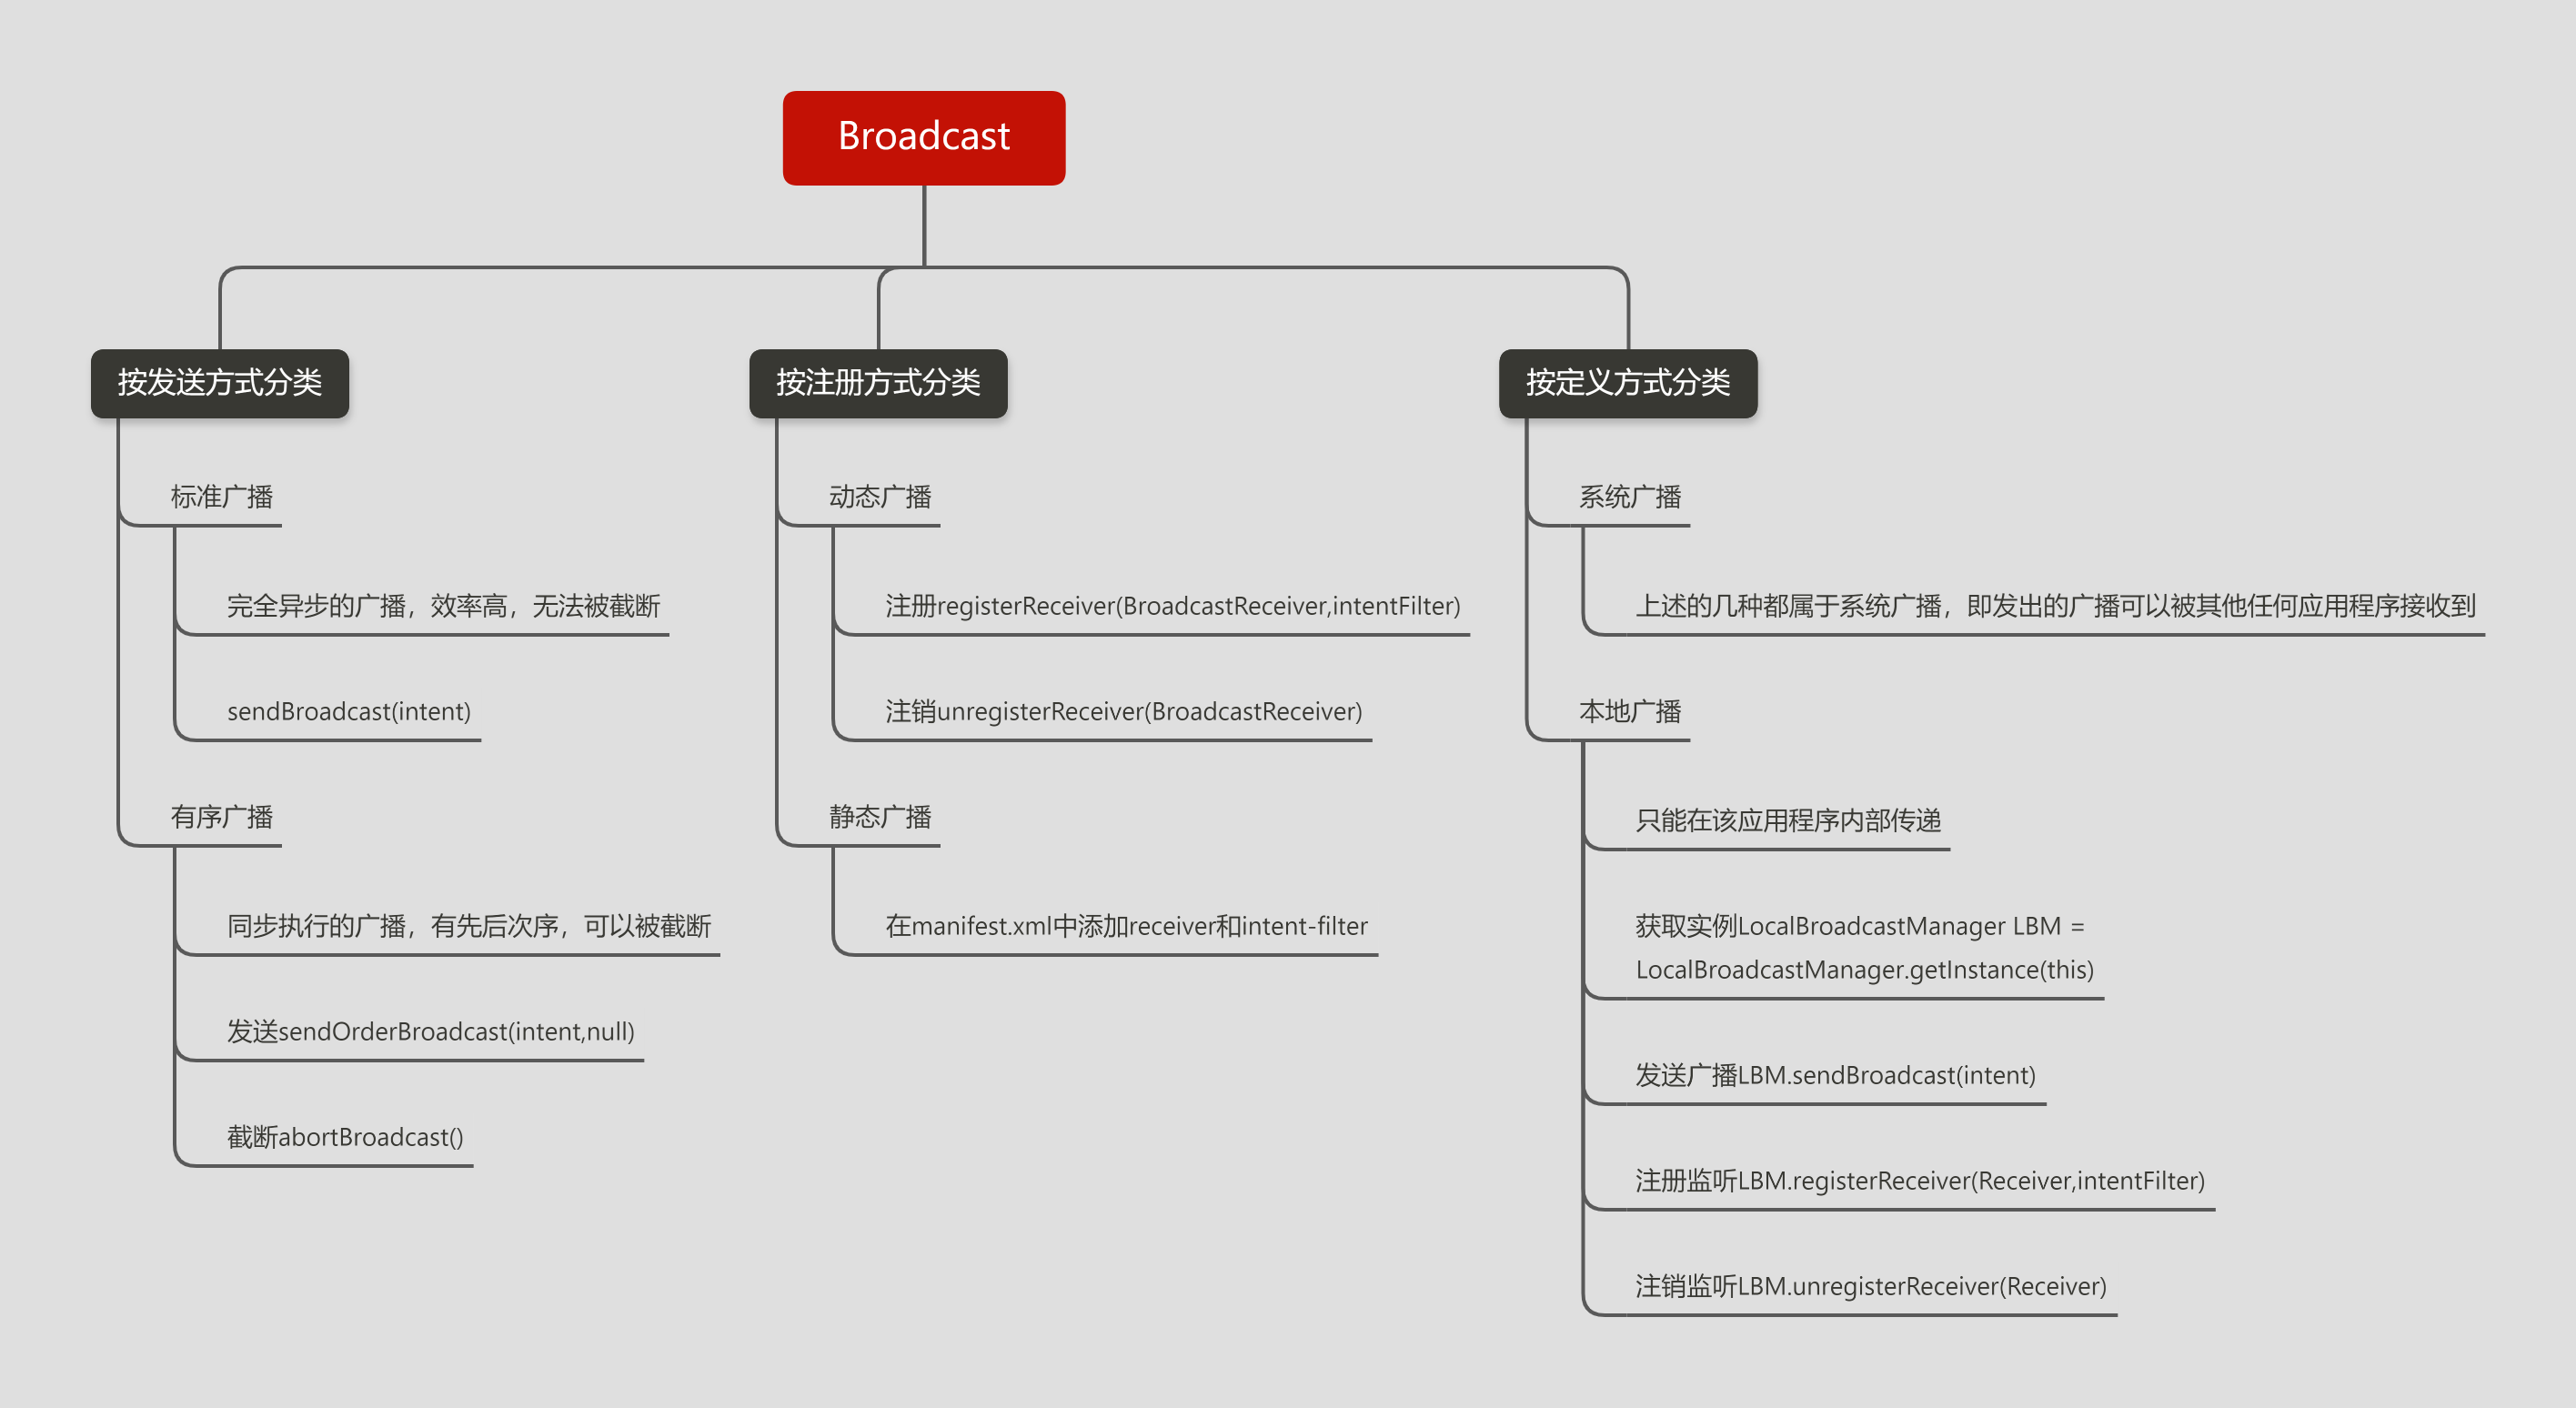 Broadcast
按发送方式分类
标准广播
完全异步的广播，效率高，无法被截断
sendBroadcast(intent)
有序广播
同步执行的广播，有先后次序，可以被截断
发送sendOrderBroadcast(intent,null)
截断abortBroadcast()
按注册方式分类
动态广播
注册registerReceiver(BroadcastReceiver,intentFilter)
注销unregisterReceiver(BroadcastReceiver)
静态广播
在manifest.xml中添加receiver和intent-filter
按定义方式分类
系统广播
上述的几种都属于系统广播，即发出的广播可以被其他任何应用程序接收到
本地广播
只能在该应用程序内部传递
获取实例LocalBroadcastManager LBM =
LocalBroadcastManager.getInstance(this)
发送广播LBM.sendBroadcast(intent)
注册监听LBM.registerReceiver(Receiver,intentFilter)
注销监听LBM.unregisterReceiver(Receiver)